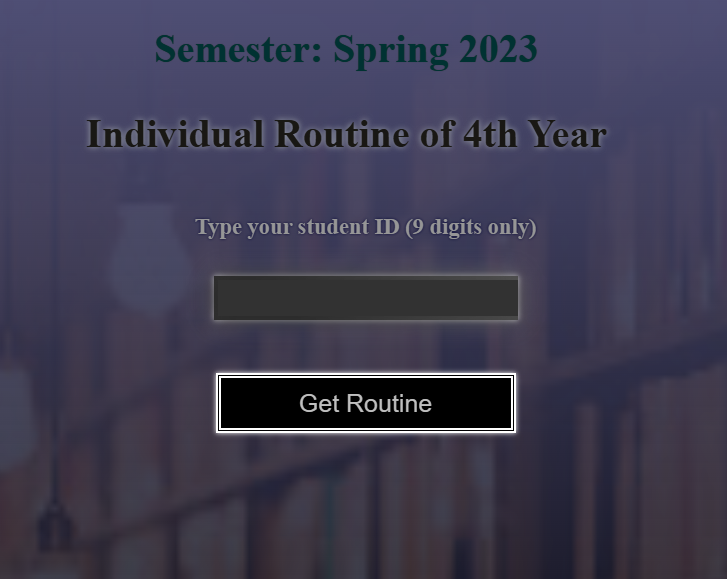 Semester: Spring 2023
Individual Routine of 4th Year
Type your student ID (9 digits only)
Get Routine